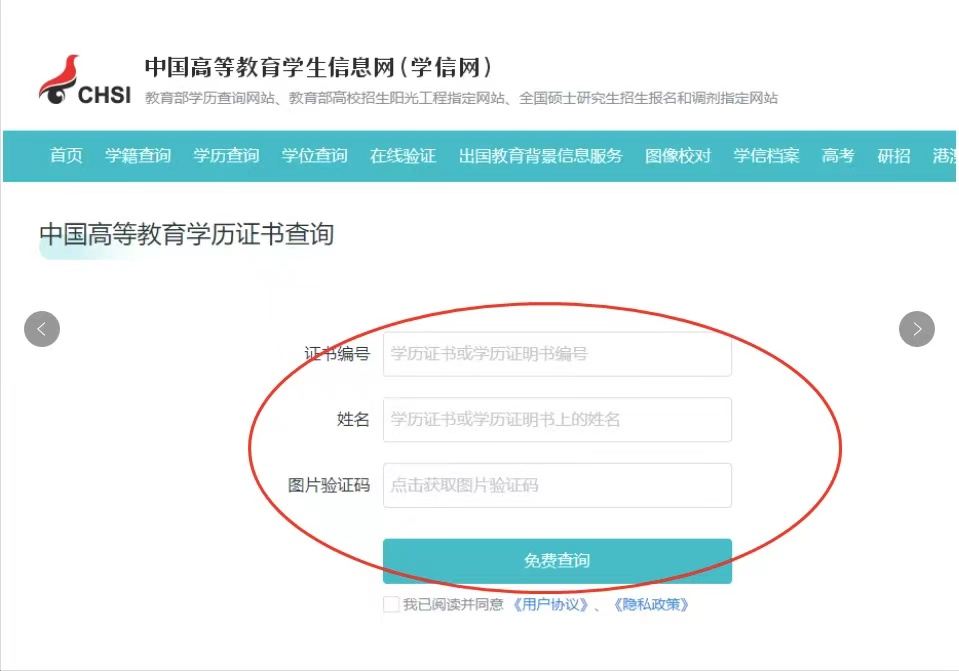 中国高等教育学生信息网(学信网)
CHSI
教育部学历查询网站、教育部高校招生阳光工程指定网站、全国硕士研究生招生报名和调剂指定网站
首页 学籍查询 学历查询 学位查询 在线验证 出国教育背景信息服务 图像校对 学信档案 高考 研招 港澳
中国高等教育学历证书查询
证书编号 学历证书或学历证明书编号
姓名 学历证书或学历证明书上的姓名
图片验证码 点击获取图片验证码
免费查询
我已阅读并同意 《用户协议》、《隐私政策》